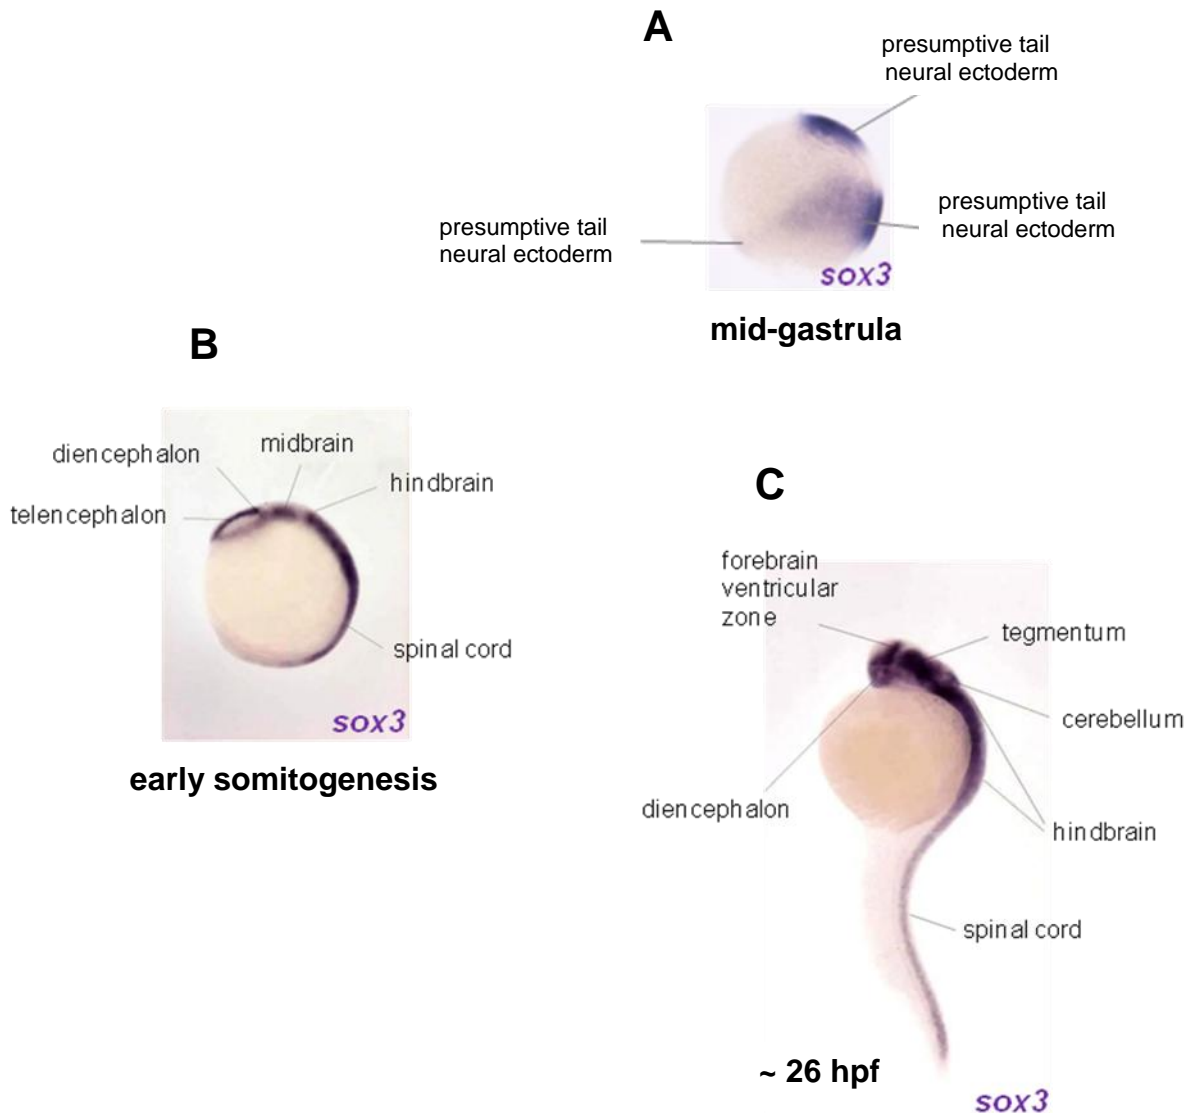 A
presumptive tail
neural ectoderm
presumptive tail
neural ectoderm
presumptive tail
neural ectoderm
sox3
mid-gastrula
B
diencephalon
midbrain
hindbrain
telencephalon
spinal cord
sox3
early somitogenesis
C
forebrain
ventricular
zone
tegmentum
cerebellum
diencephalon
hindbrain
spinal cord
~ 26 hpf
sox3